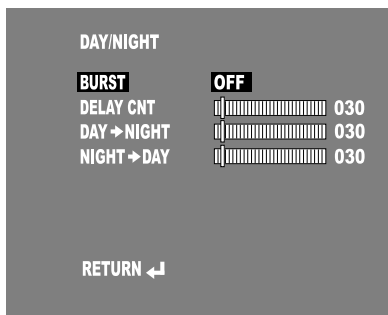 DAY/NIGHT
BURST OFF
DELAY CNT 030
DAY➔NIGHT 030
NIGHT➔DAY 030
RETURN ↲